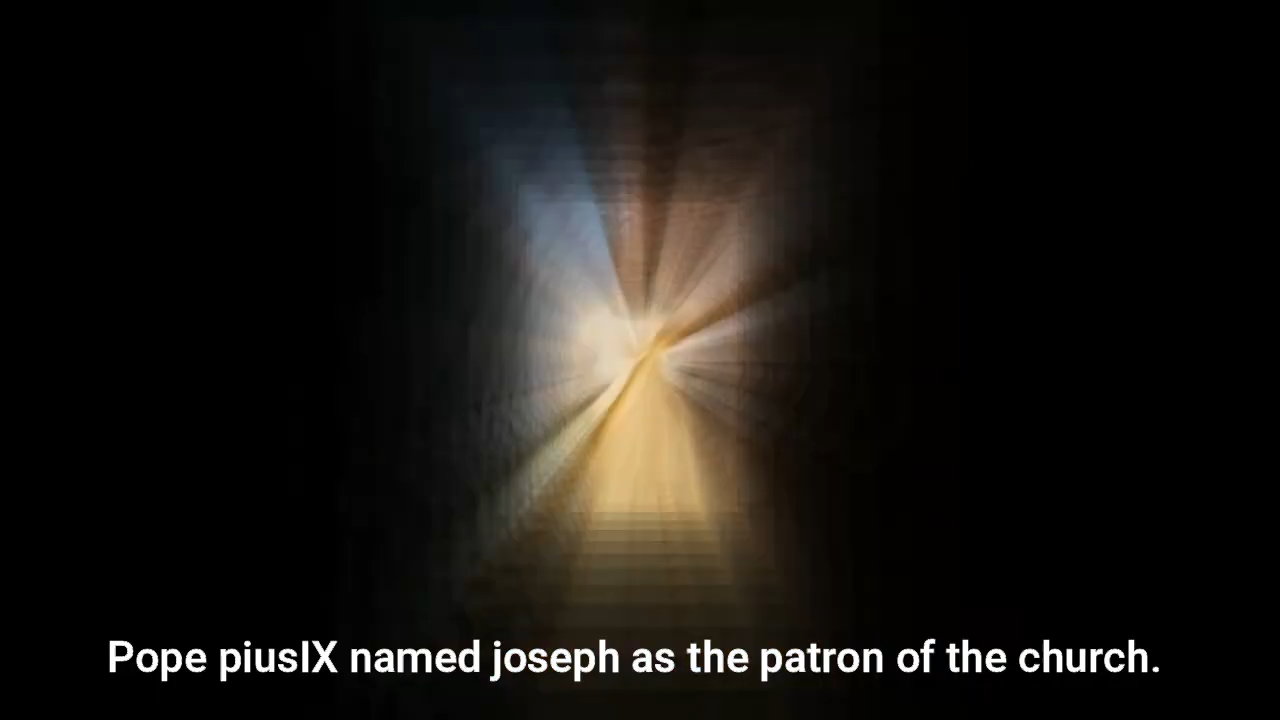 Pope piusIX named joseph as the patron of the church.